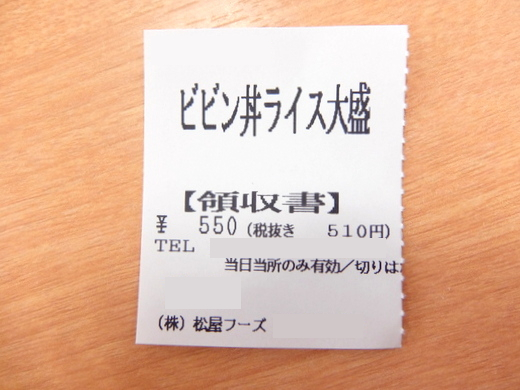 ビビン丼ライス大盛
【領収書】
¥ 550(税抜き 510円)
TEL
当日当所のみ有効／切りは
(株)松屋フーズ